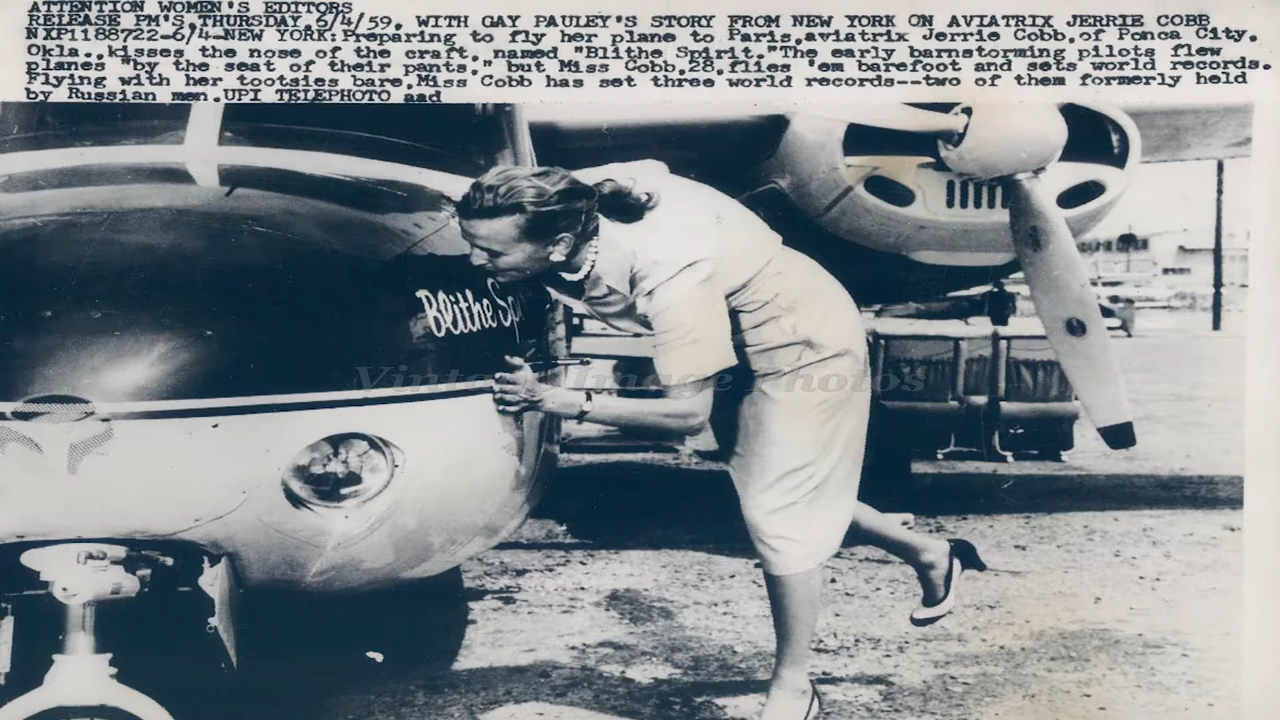 ATTENTION WOMEN'S EDITORS
RELEASE PM'S,THURSDAY,6/4/59, WITH GAY PAULEY'S STORY FROM NEW YORK ON AVIATRIX JERRIE COBB
NXP1188722-6/4-NEW YORK:Preparing to fly her plane to Paris,aviatrix Jerrie Cobb,of Ponca City,
Okla.,kisses the nose of the craft, named "Blithe Spirit."The early barnstorming pilots flew
planes "by the seat of their pants," but Miss Cobb,28,flies 'em barefoot and sets world records.
Flying with her tootsies bare,Miss Cobb has set three world records--two of them formerly held
by Russian men.UPI TELEPHOTO aad
Blithe Sp
Vintage Image Photos